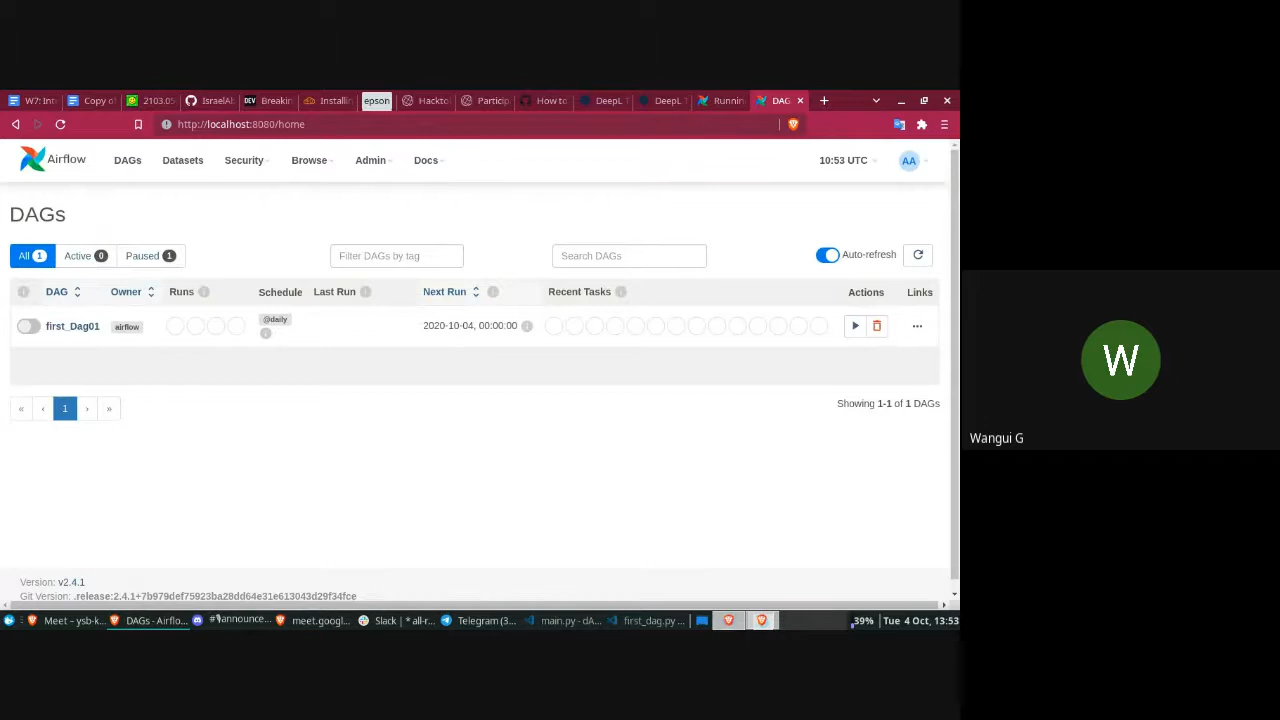 W7: Int
Copy o
2103.05
IsraelAl
DEV
Breakin
Installin
epson
Hackto
Particip
How to
DeepL T
DeepL T
Runnin
DAG
http://localhost:8080/home
Airflow
DAGs
Datasets
Security
Browse
Admin
Docs
10:53 UTC
AA
DAGs
All 1
Active 0
Paused 1
Filter DAGs by tag
Search DAGs
Auto-refresh
DAG
Owner
Runs
Schedule
Last Run
Next Run
Recent Tasks
Actions
Links
first_Dag01
airflow
@daily
2020-10-04, 00:00:00
« ‹ 1 › »
Showing 1-1 of 1 DAGs
Version: v2.4.1
Git Version: .release:2.4.1+7b979def75923ba28dd64e31e613043d29f34fce
Meet – ysb-k...
DAGs - Airflo...
announce...
meet.googl...
Slack | * all-r...
Telegram (3...
main.py - dA...
first_dag.py ...
39%
Tue 4 Oct, 13:53
W
Wangui G